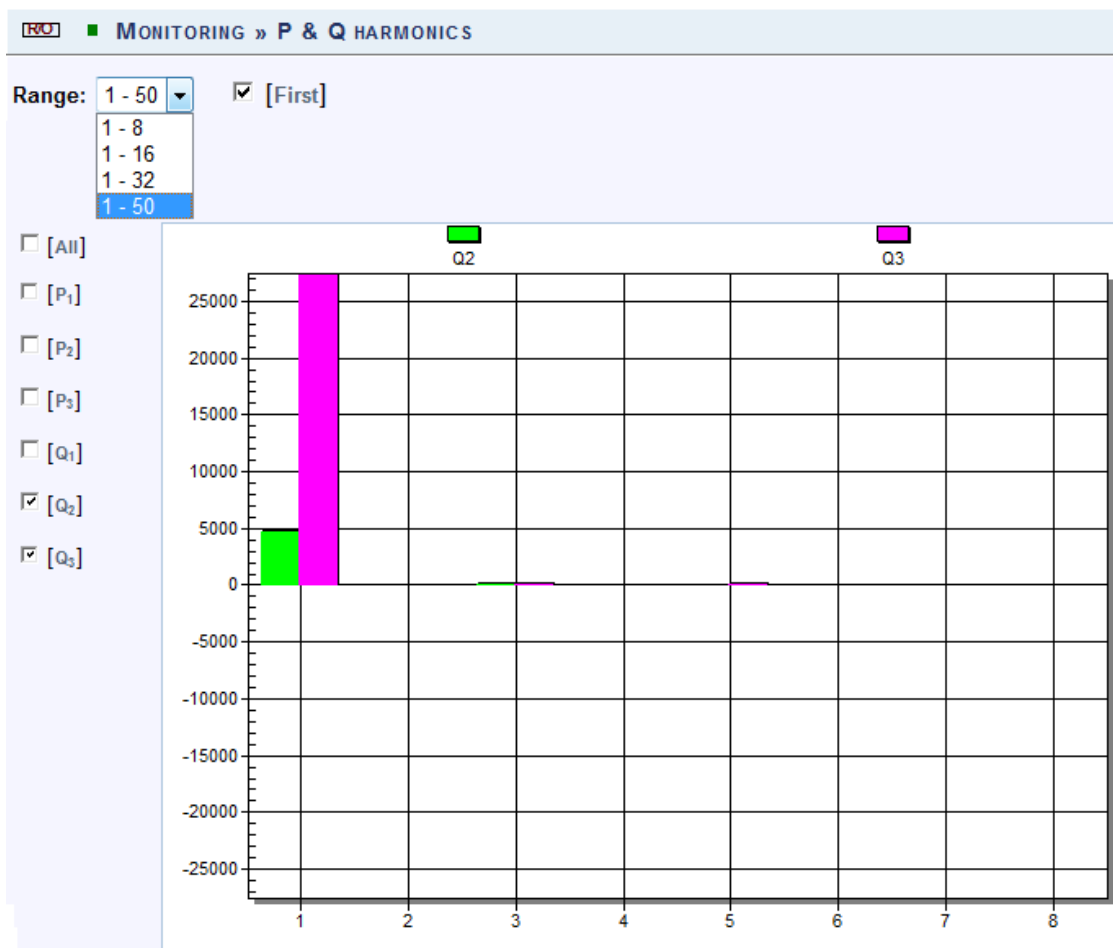 R/O MONITORING » P & Q HARMONICS
Range: 1 - 50 [First]
1 - 8
1 - 16
1 - 32
1 - 50
[All]
[P₁]
[P₂]
[P₃]
[Q₁]
[Q₂]
[Q₃]
Q2 Q3
25000
20000
15000
10000
5000
0
-5000
-10000
-15000
-20000
-25000
1 2 3 4 5 6 7 8